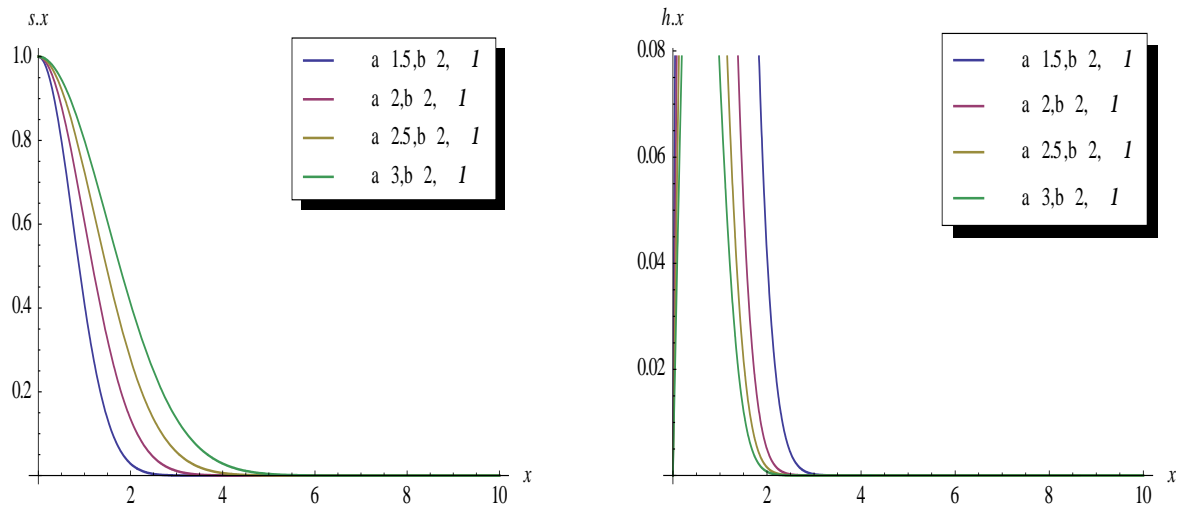 s.x
1.0
0.8
0.6
0.4
0.2
2 4 6 8 10 x
a 1.5,b 2, 1
a 2,b 2, 1
a 2.5,b 2, 1
a 3,b 2, 1
h.x
0.08
0.06
0.04
0.02
2 4 6 8 10 x
a 1.5,b 2, 1
a 2,b 2, 1
a 2.5,b 2, 1
a 3,b 2, 1